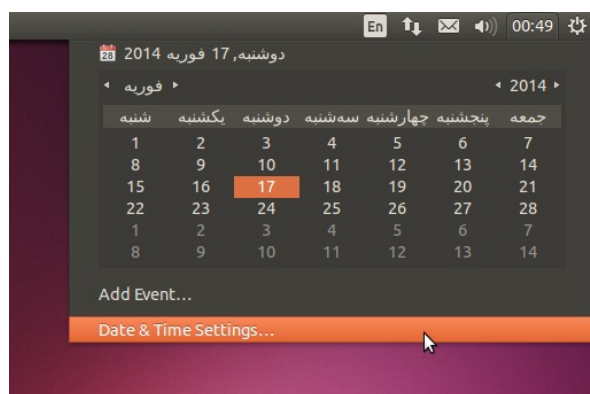 En 00:49
28 دوشنبه, 17 فوریه 2014
فوریه 2014
شنبه یکشنبه دوشنبه سه‌شنبه چهارشنبه پنجشنبه جمعه
1 2 3 4 5 6 7
8 9 10 11 12 13 14
15 16 17 18 19 20 21
22 23 24 25 26 27 28
1 2 3 4 5 6 7
8 9 10 11 12 13 14
Add Event...
Date & Time Settings...